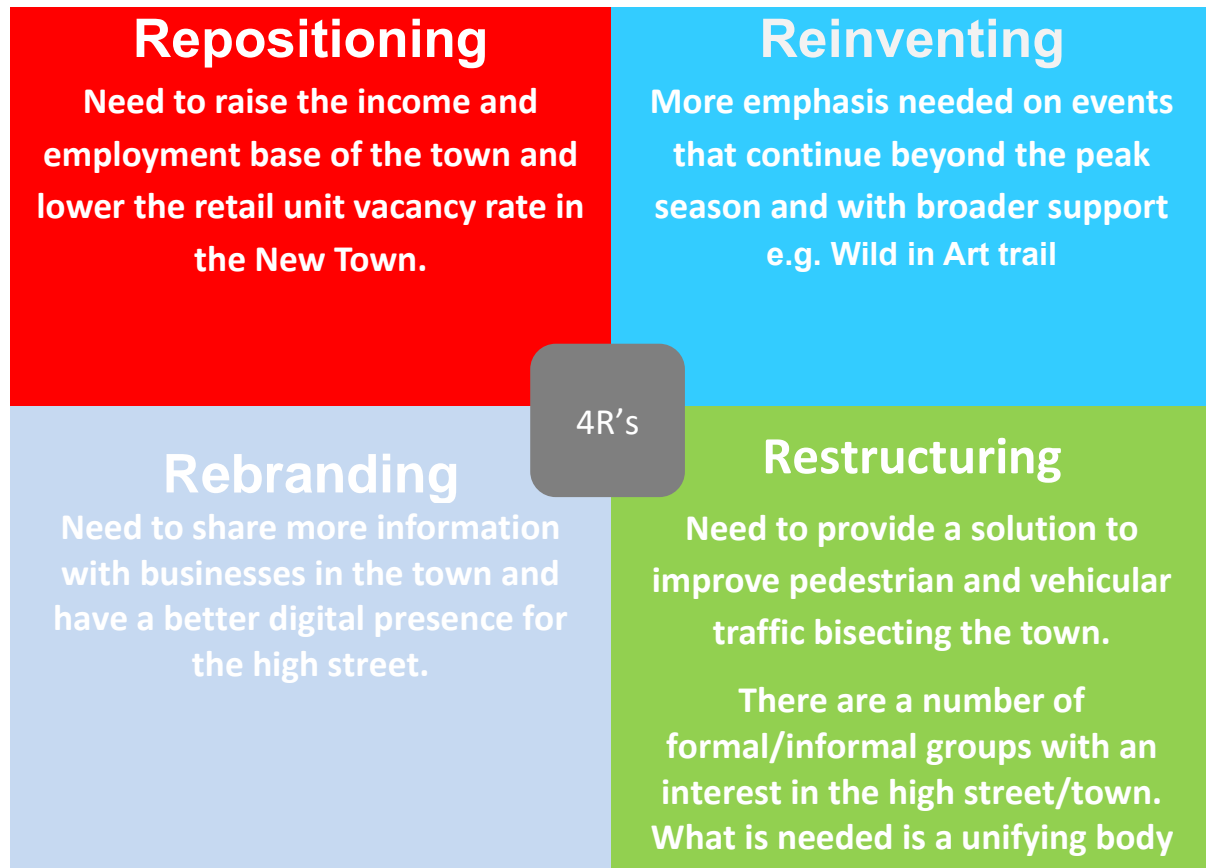 Repositioning
Need to raise the income and
employment base of the town and
lower the retail unit vacancy rate in
the New Town.
Reinventing
More emphasis needed on events
that continue beyond the peak
season and with broader support
e.g. Wild in Art trail
4R’s
Rebranding
Need to share more information
with businesses in the town and
have a better digital presence for
the high street.
Restructuring
Need to provide a solution to
improve pedestrian and vehicular
traffic bisecting the town.
There are a number of
formal/informal groups with an
interest in the high street/town.
What is needed is a unifying body